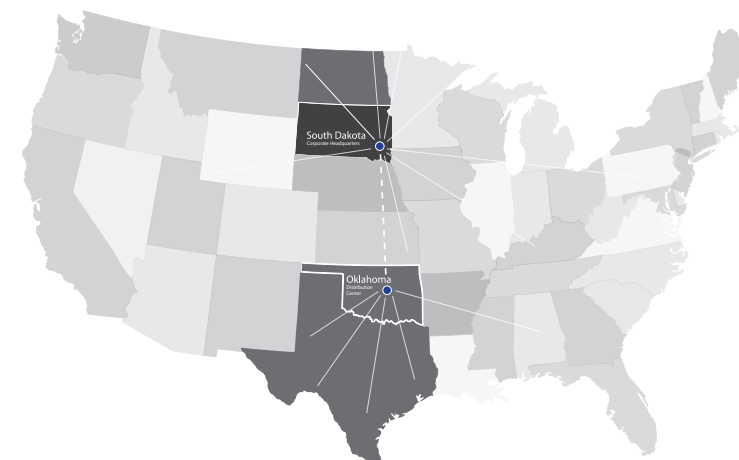 South Dakota
Corporate Headquarters
Oklahoma
Distribution
Center